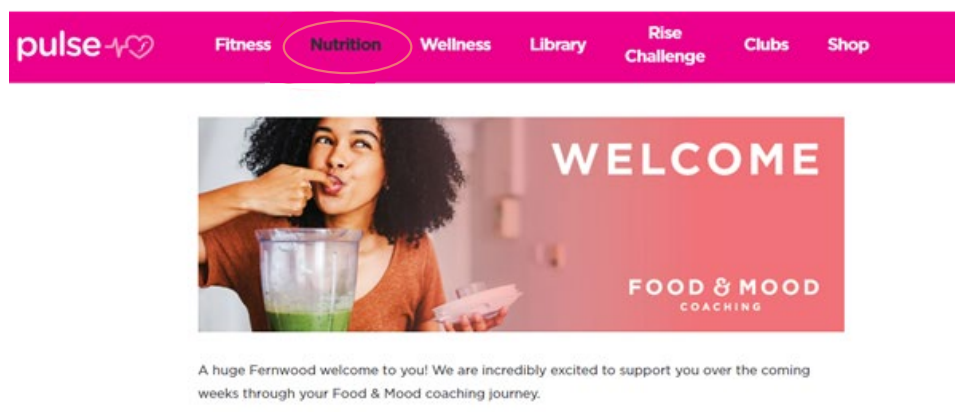 pulse
Fitness Nutrition Wellness Library Rise Challenge Clubs Shop
WELCOME
FOOD & MOOD
COACHING
A huge Fernwood welcome to you! We are incredibly excited to support you over the coming
weeks through your Food & Mood coaching journey.